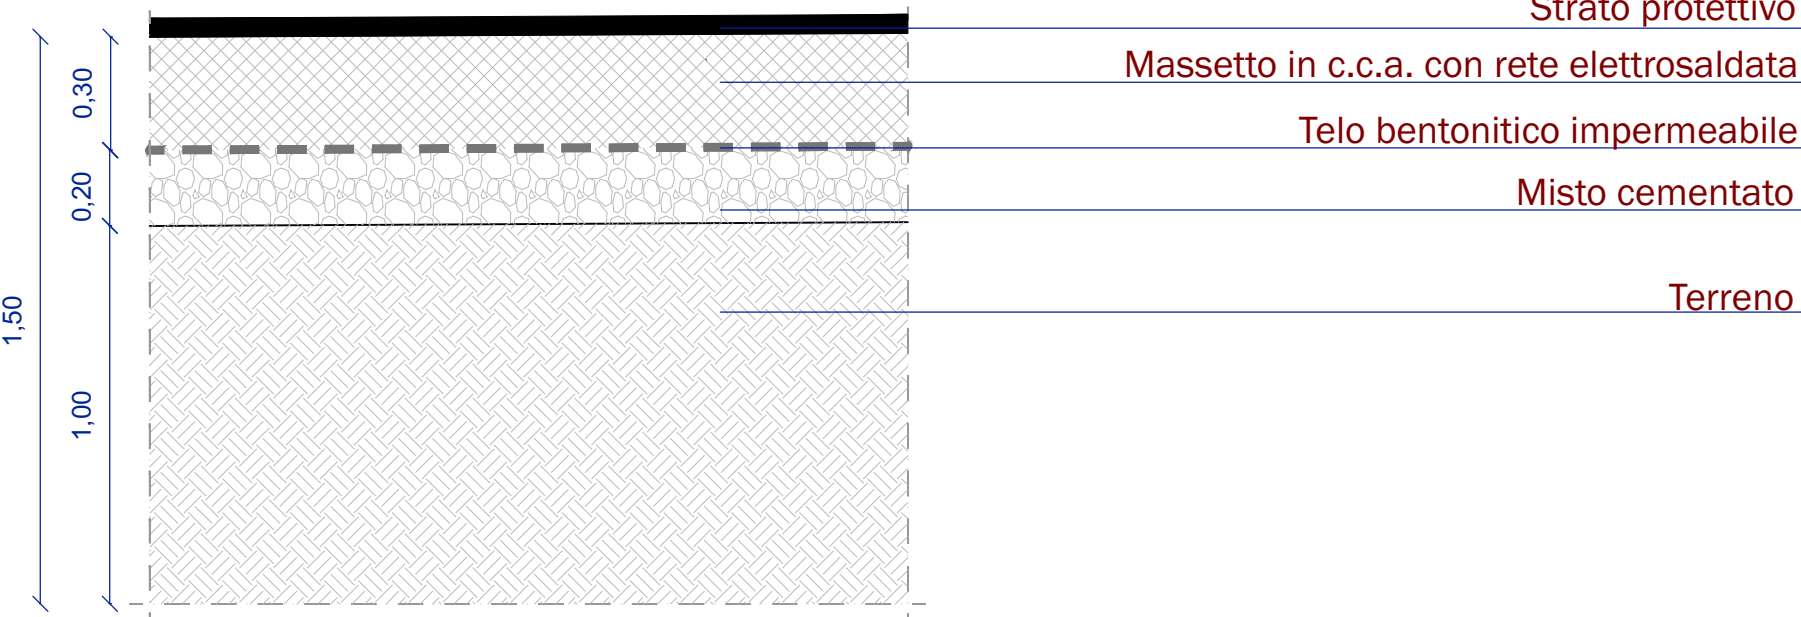 Strato protettivo
Massetto in c.c.a. con rete elettrosaldata
Telo bentonitico impermeabile
Misto cementato
Terreno
0,30
0,20
1,50
1,00